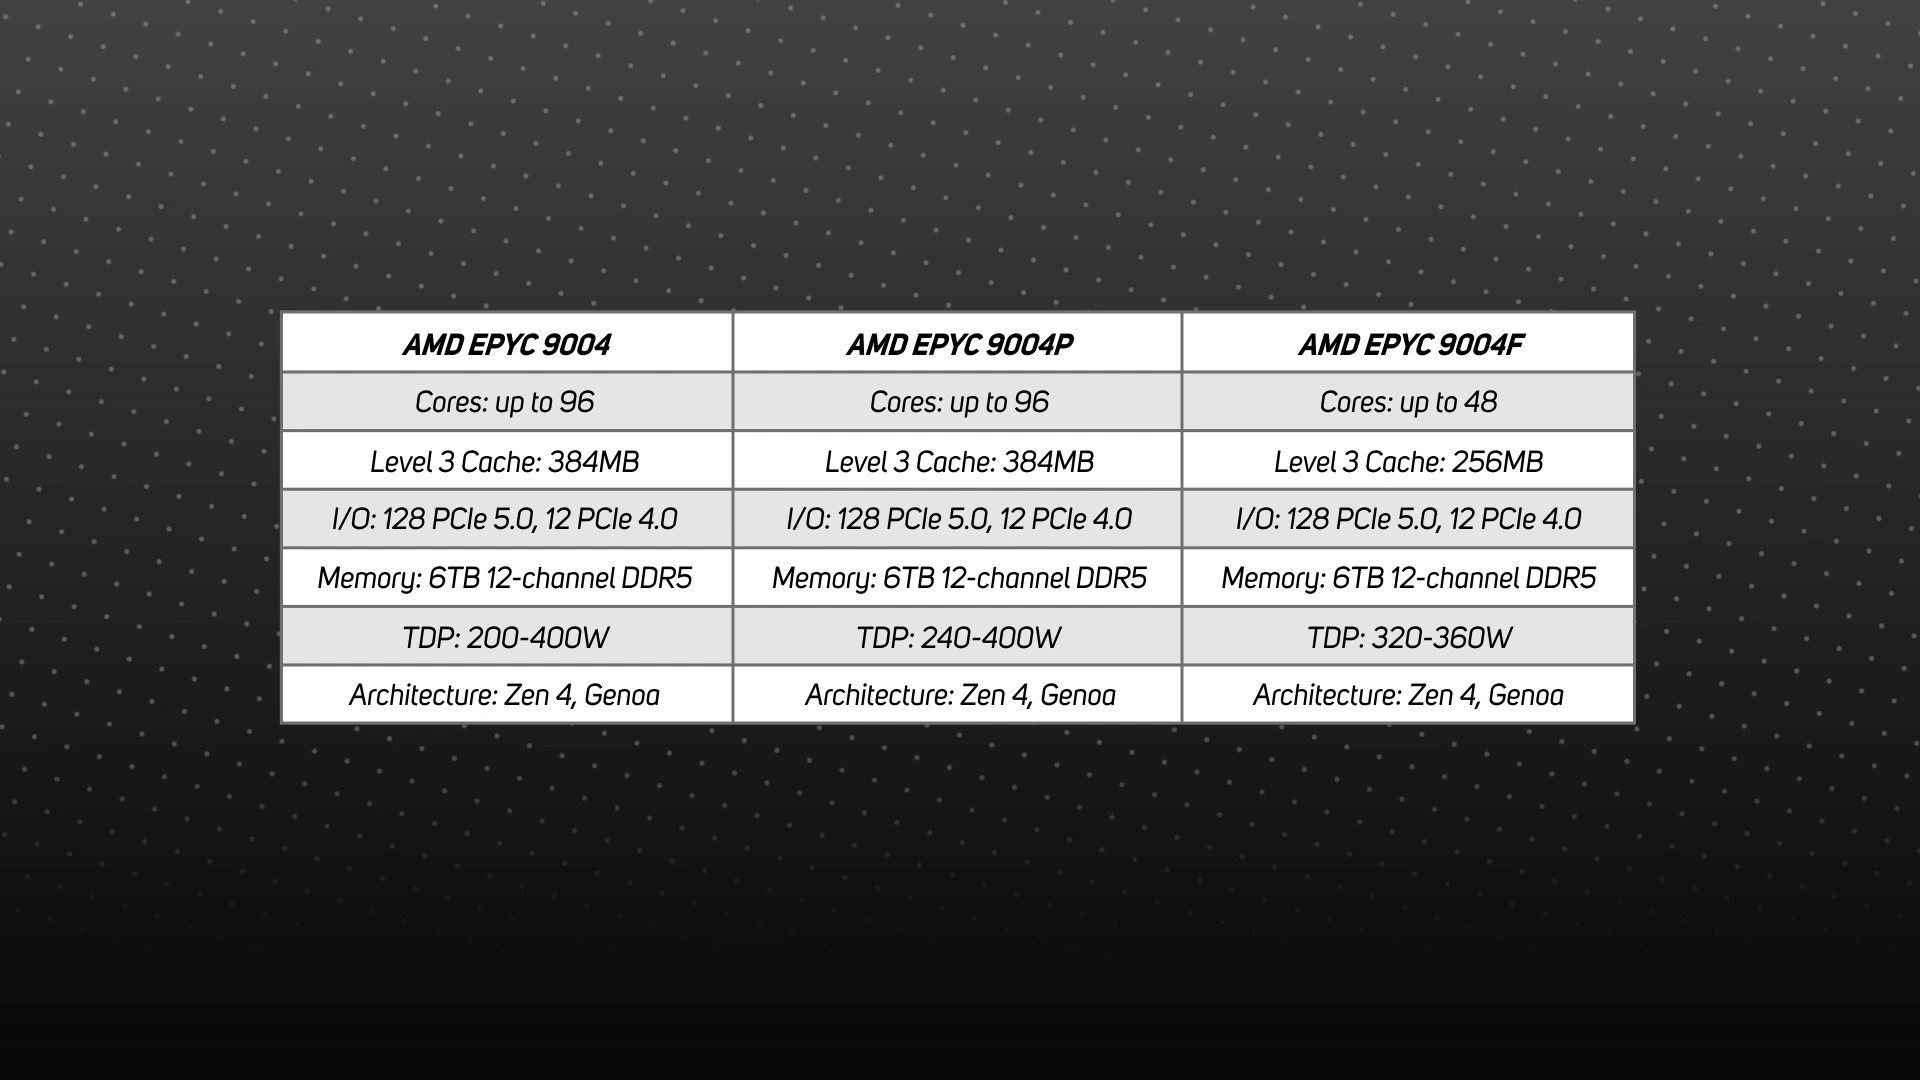 AMD EPYC 9004 AMD EPYC 9004P AMD EPYC 9004F
Cores: up to 96 Cores: up to 96 Cores: up to 48
Level 3 Cache: 384MB Level 3 Cache: 384MB Level 3 Cache: 256MB
I/O: 128 PCIe 5.0, 12 PCIe 4.0 I/O: 128 PCIe 5.0, 12 PCIe 4.0 I/O: 128 PCIe 5.0, 12 PCIe 4.0
Memory: 6TB 12-channel DDR5 Memory: 6TB 12-channel DDR5 Memory: 6TB 12-channel DDR5
TDP: 200-400W TDP: 240-400W TDP: 320-360W
Architecture: Zen 4, Genoa Architecture: Zen 4, Genoa Architecture: Zen 4, Genoa